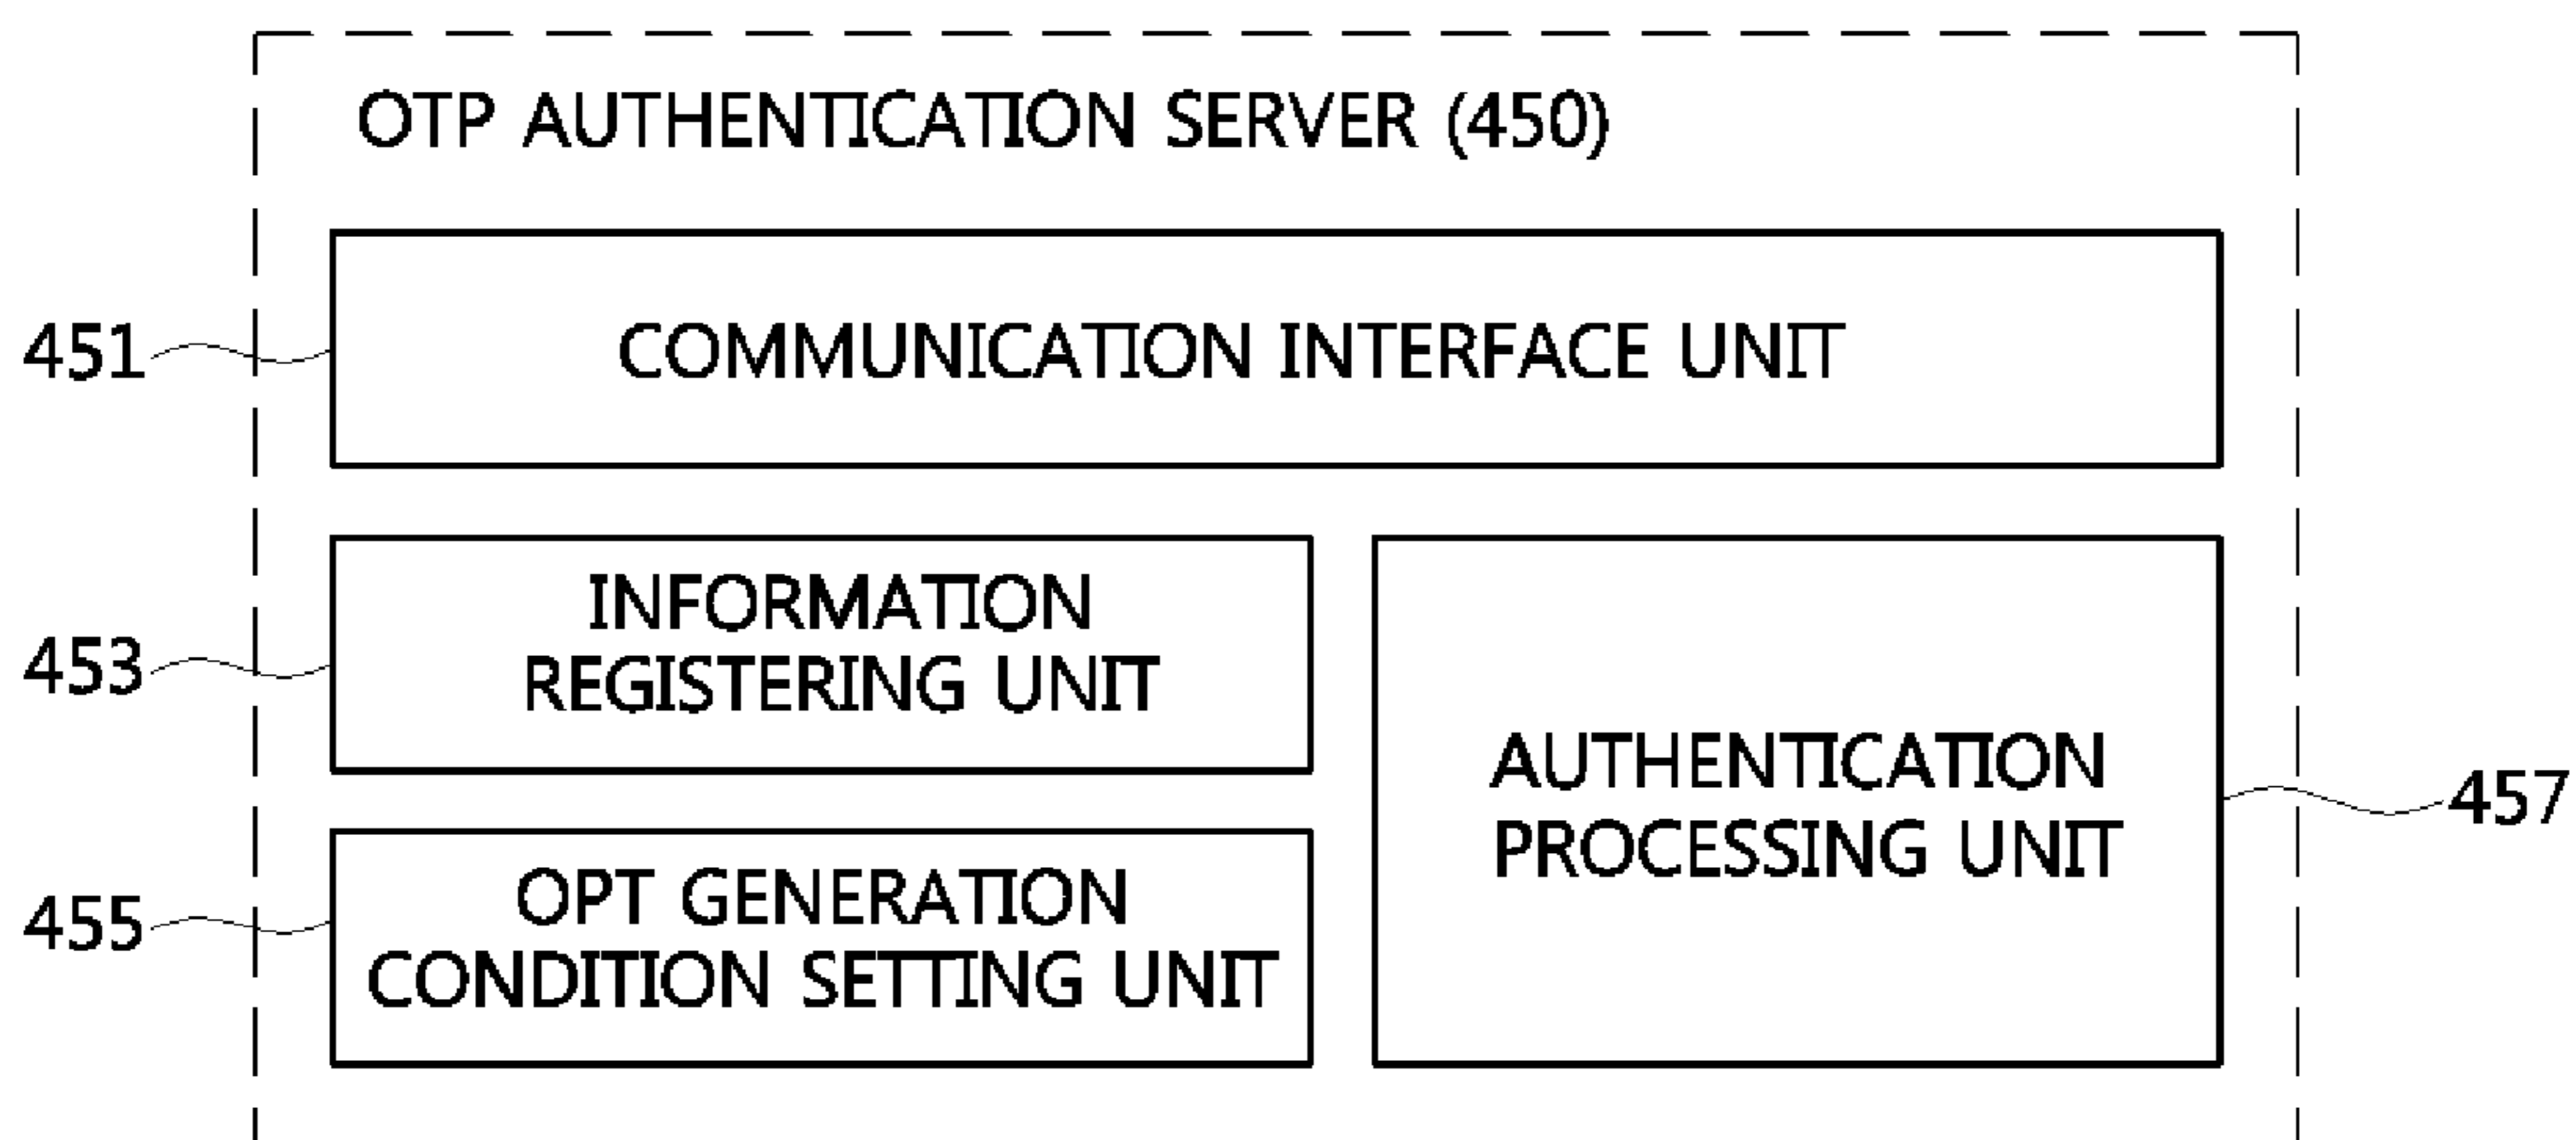 OTP AUTHENTICATION SERVER (450)
451
COMMUNICATION INTERFACE UNIT
453
INFORMATION
REGISTERING UNIT
455
OPT GENERATION
CONDITION SETTING UNIT
AUTHENTICATION
PROCESSING UNIT
457